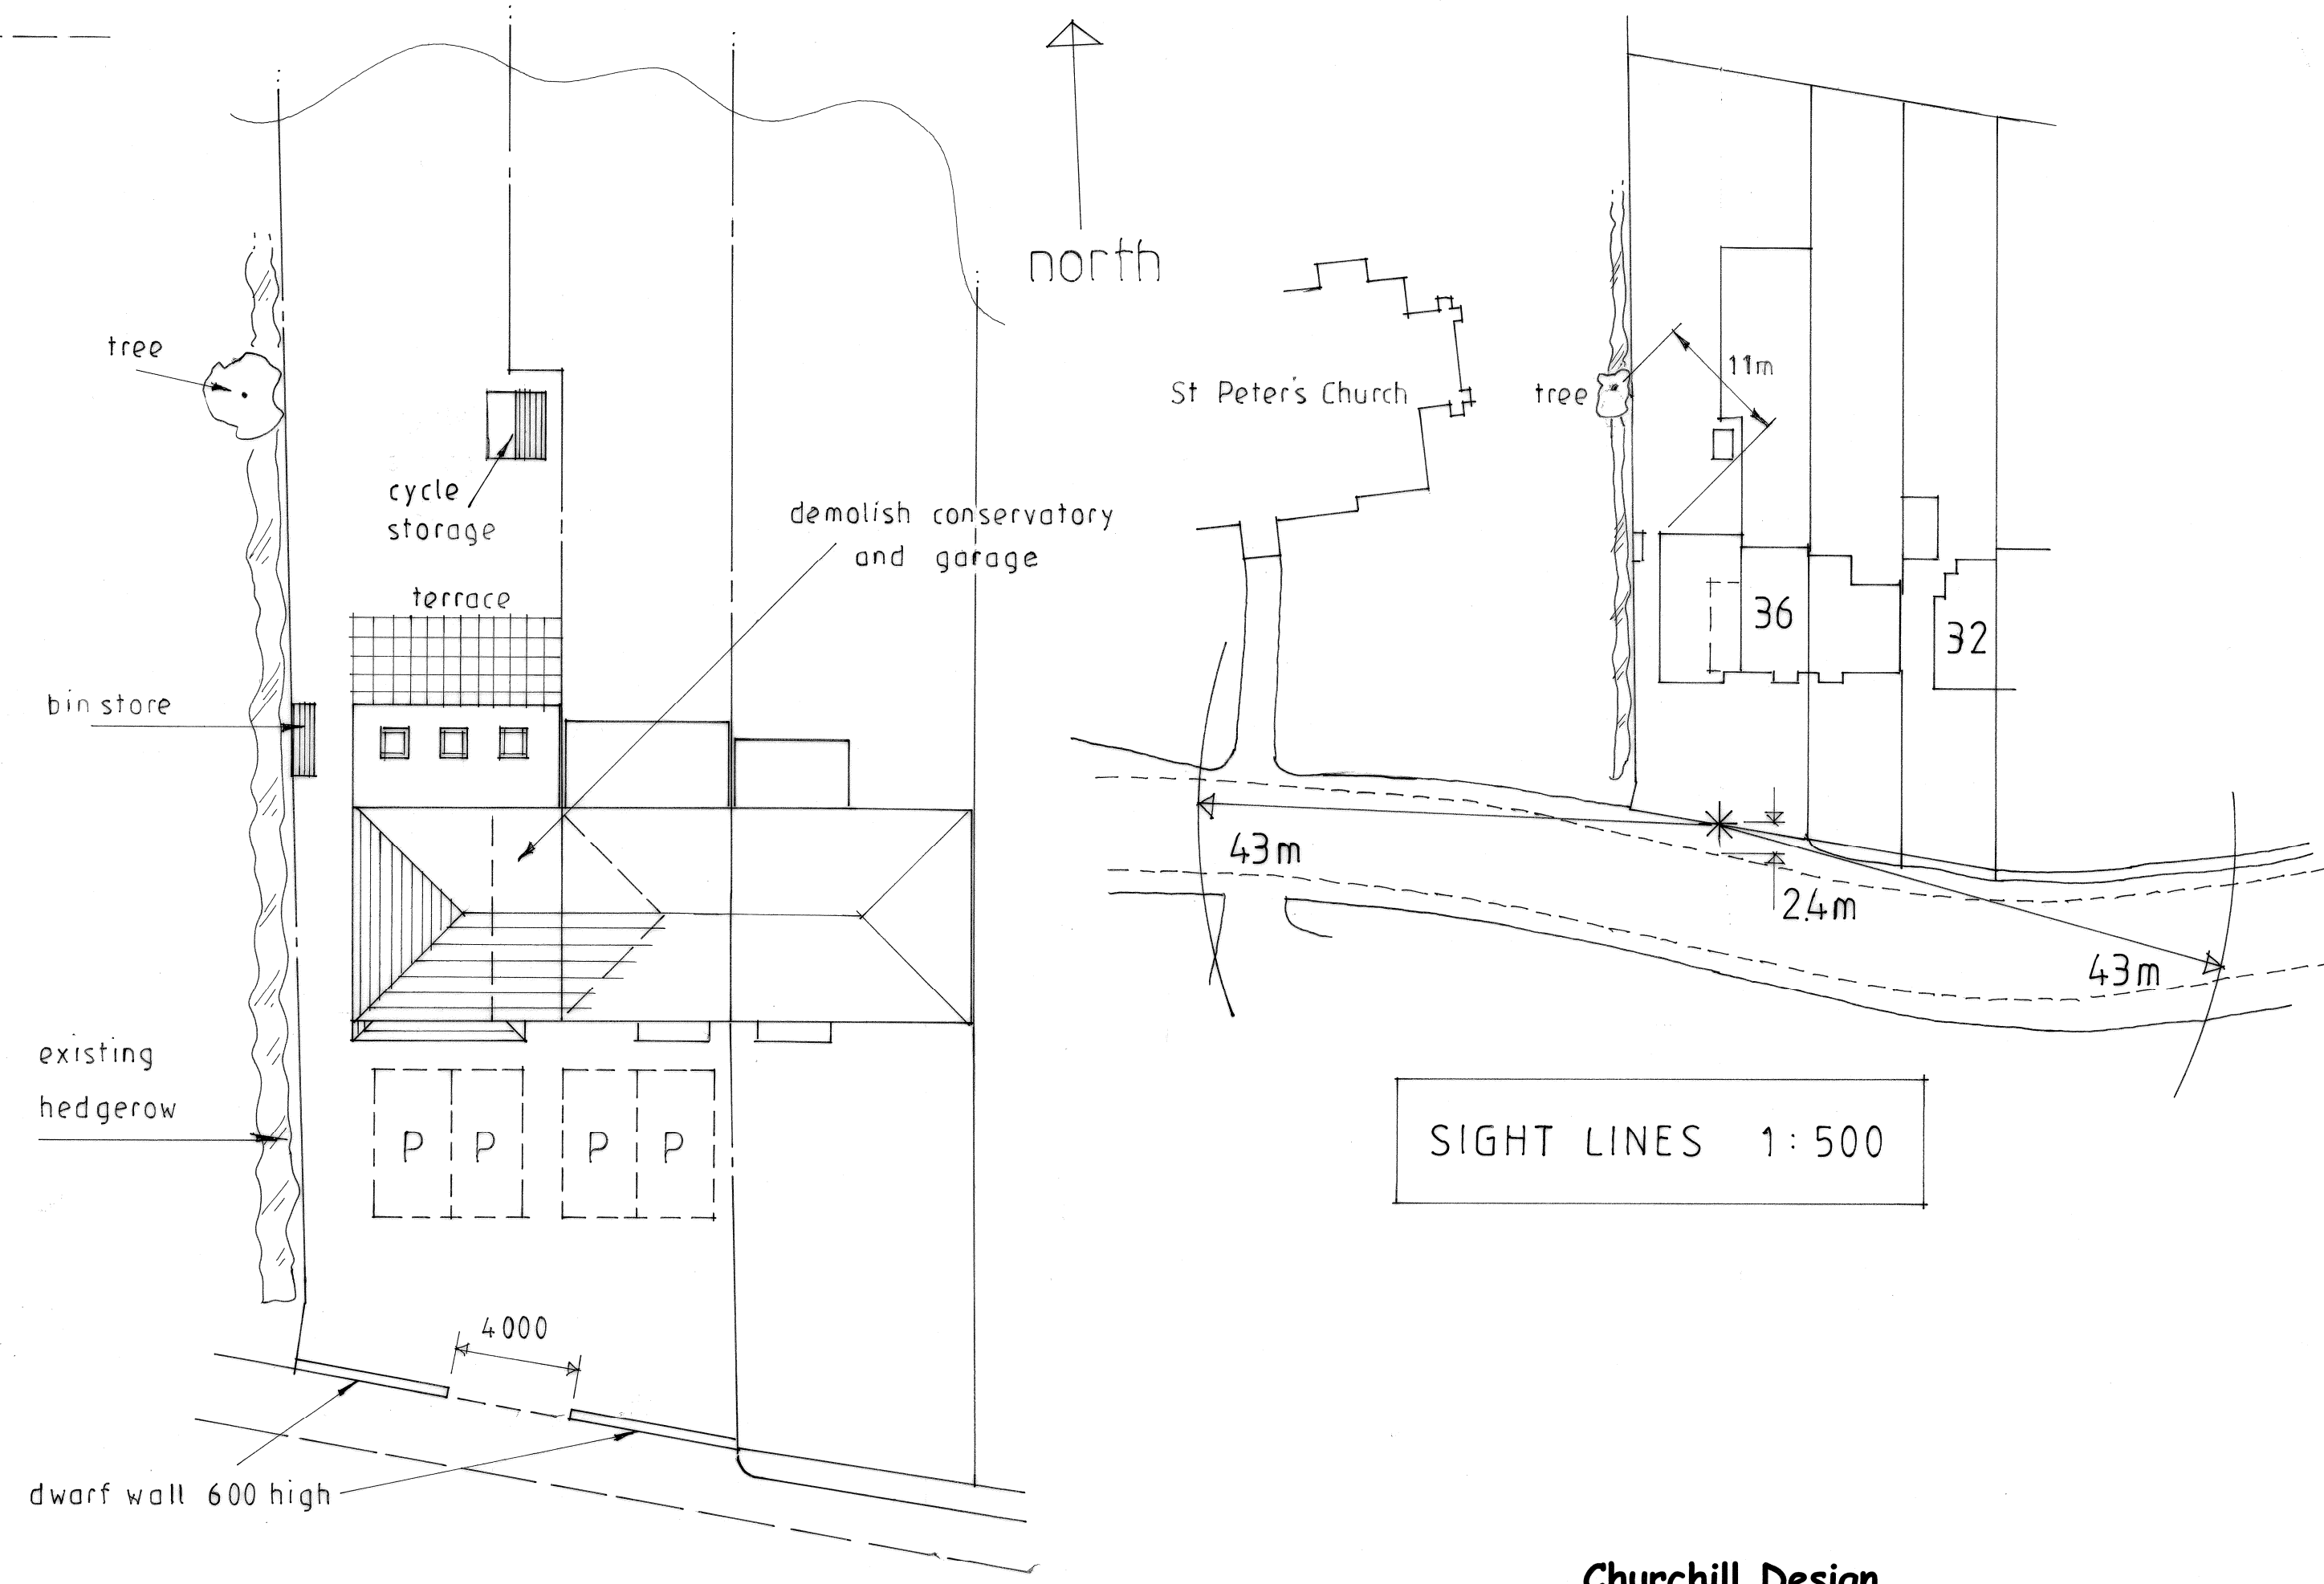 north
tree
cycle
storage
demolish conservatory
and garage
terrace
bin store
existing
hedgerow
P P P P
4000
dwarf wall 600 high
St Peter's Church
tree
11m
36
32
43m
2.4m
43m
SIGHT LINES 1:500
Churchill Design